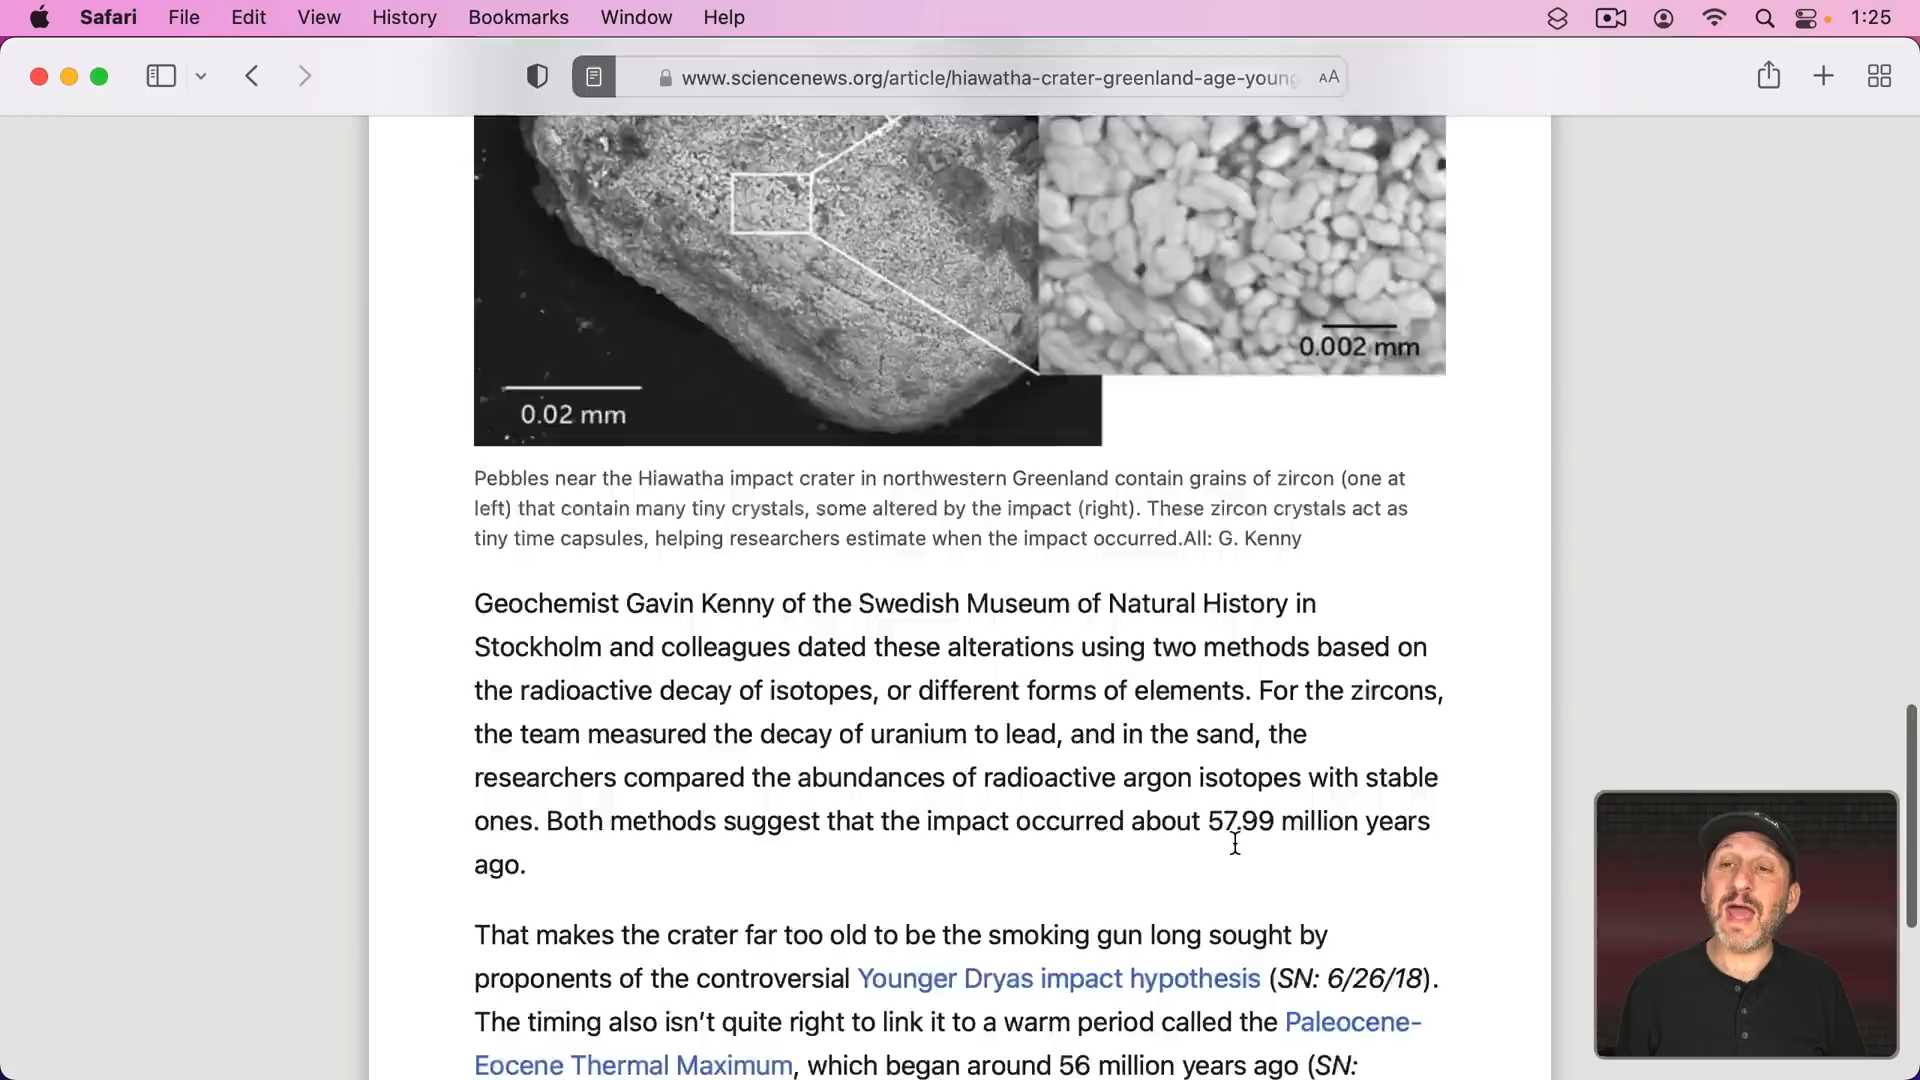 Safari File Edit View History Bookmarks Window Help 1:25
www.sciencenews.org/article/hiawatha-crater-greenland-age-young AA
0.002 mm
0.02 mm
Pebbles near the Hiawatha impact crater in northwestern Greenland contain grains of zircon (one at
left) that contain many tiny crystals, some altered by the impact (right). These zircon crystals act as
tiny time capsules, helping researchers estimate when the impact occurred.All: G. Kenny
Geochemist Gavin Kenny of the Swedish Museum of Natural History in
Stockholm and colleagues dated these alterations using two methods based on
the radioactive decay of isotopes, or different forms of elements. For the zircons,
the team measured the decay of uranium to lead, and in the sand, the
researchers compared the abundances of radioactive argon isotopes with stable
ones. Both methods suggest that the impact occurred about 57.99 million years
ago.
That makes the crater far too old to be the smoking gun long sought by
proponents of the controversial Younger Dryas impact hypothesis (SN: 6/26/18).
The timing also isn't quite right to link it to a warm period called the Paleocene-
Eocene Thermal Maximum, which began around 56 million years ago (SN: